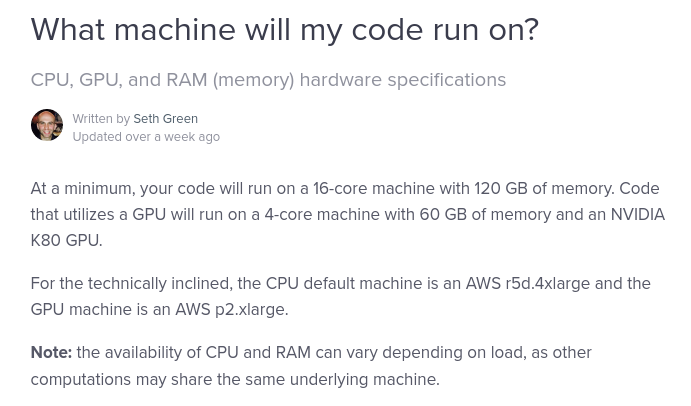 What machine will my code run on?
CPU, GPU, and RAM (memory) hardware specifications
Written by Seth Green
Updated over a week ago
At a minimum, your code will run on a 16-core machine with 120 GB of memory. Code
that utilizes a GPU will run on a 4-core machine with 60 GB of memory and an NVIDIA
K80 GPU.
For the technically inclined, the CPU default machine is an AWS r5d.4xlarge and the
GPU machine is an AWS p2.xlarge.
Note: the availability of CPU and RAM can vary depending on load, as other
computations may share the same underlying machine.